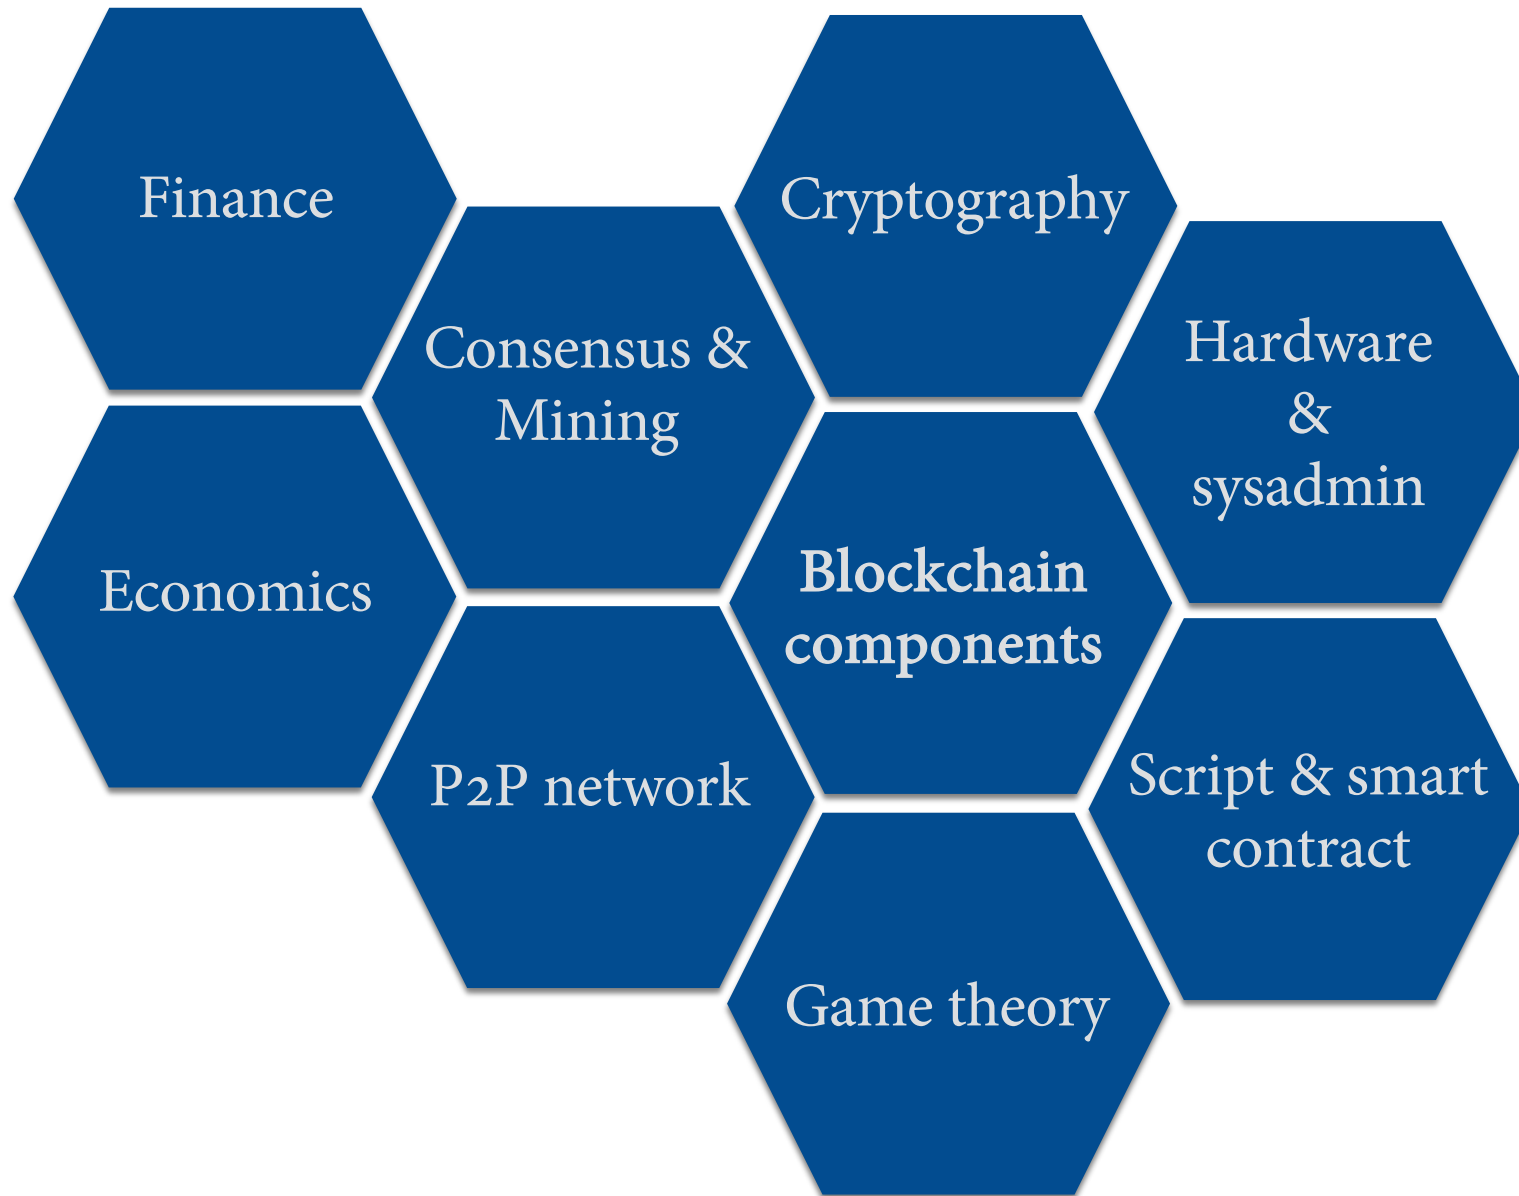 Finance
Cryptography
Consensus &
Mining
Hardware
&
sysadmin
Economics
Blockchain
components
P2P network
Script & smart
contract
Game theory